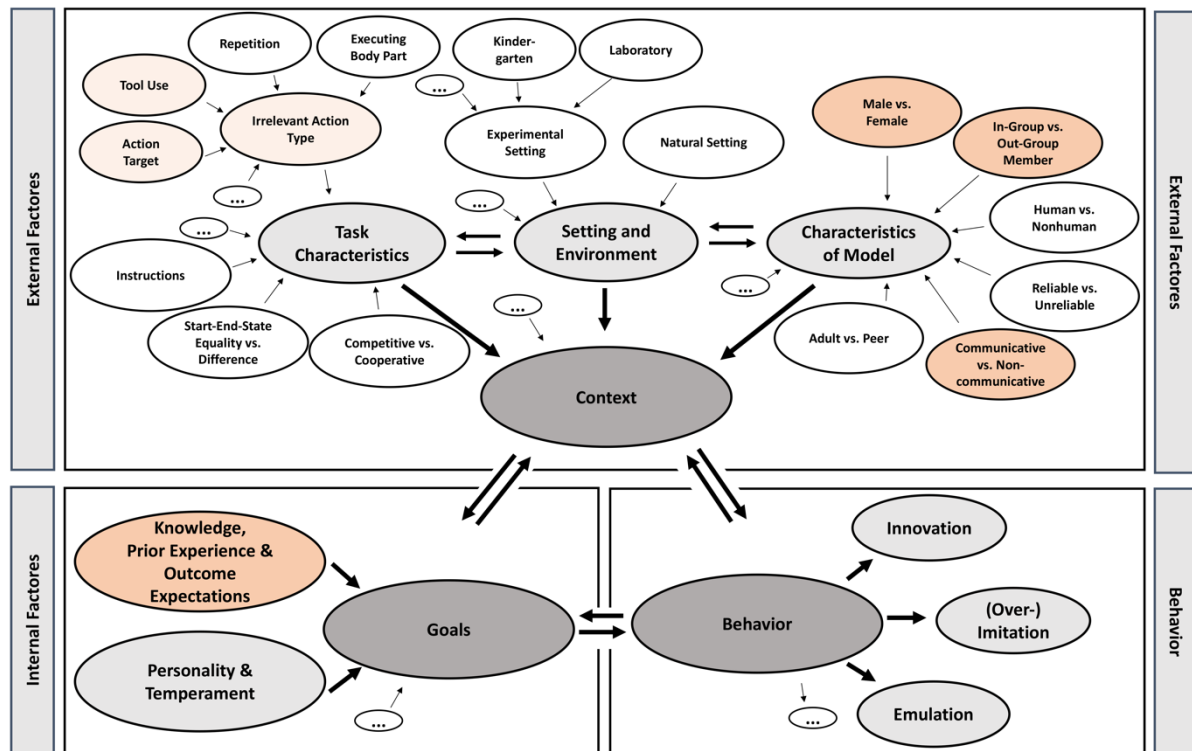 External Factores
External Factores
Repetition
Executing
Body Part
Kinder-
garten
Laboratory
Tool Use
...
Irrelevant Action
Type
Action
Target
Experimental
Setting
Natural Setting
Male vs.
Female
In-Group vs.
Out-Group
Member
...
...
...
Task
Characteristics
Setting and
Environment
Characteristics
of Model
Human vs.
Nonhuman
Instructions
...
...
Reliable vs.
Unreliable
Start-End-State
Equality vs.
Difference
Competitive vs.
Cooperative
Adult vs. Peer
Communicative
vs. Non-
communicative
Context
Internal Factores
Knowledge,
Prior Experience &
Outcome
Expectations
Personality &
Temperament
Goals
...
Behavior
Innovation
(Over-)
Imitation
Emulation
...
Behavior